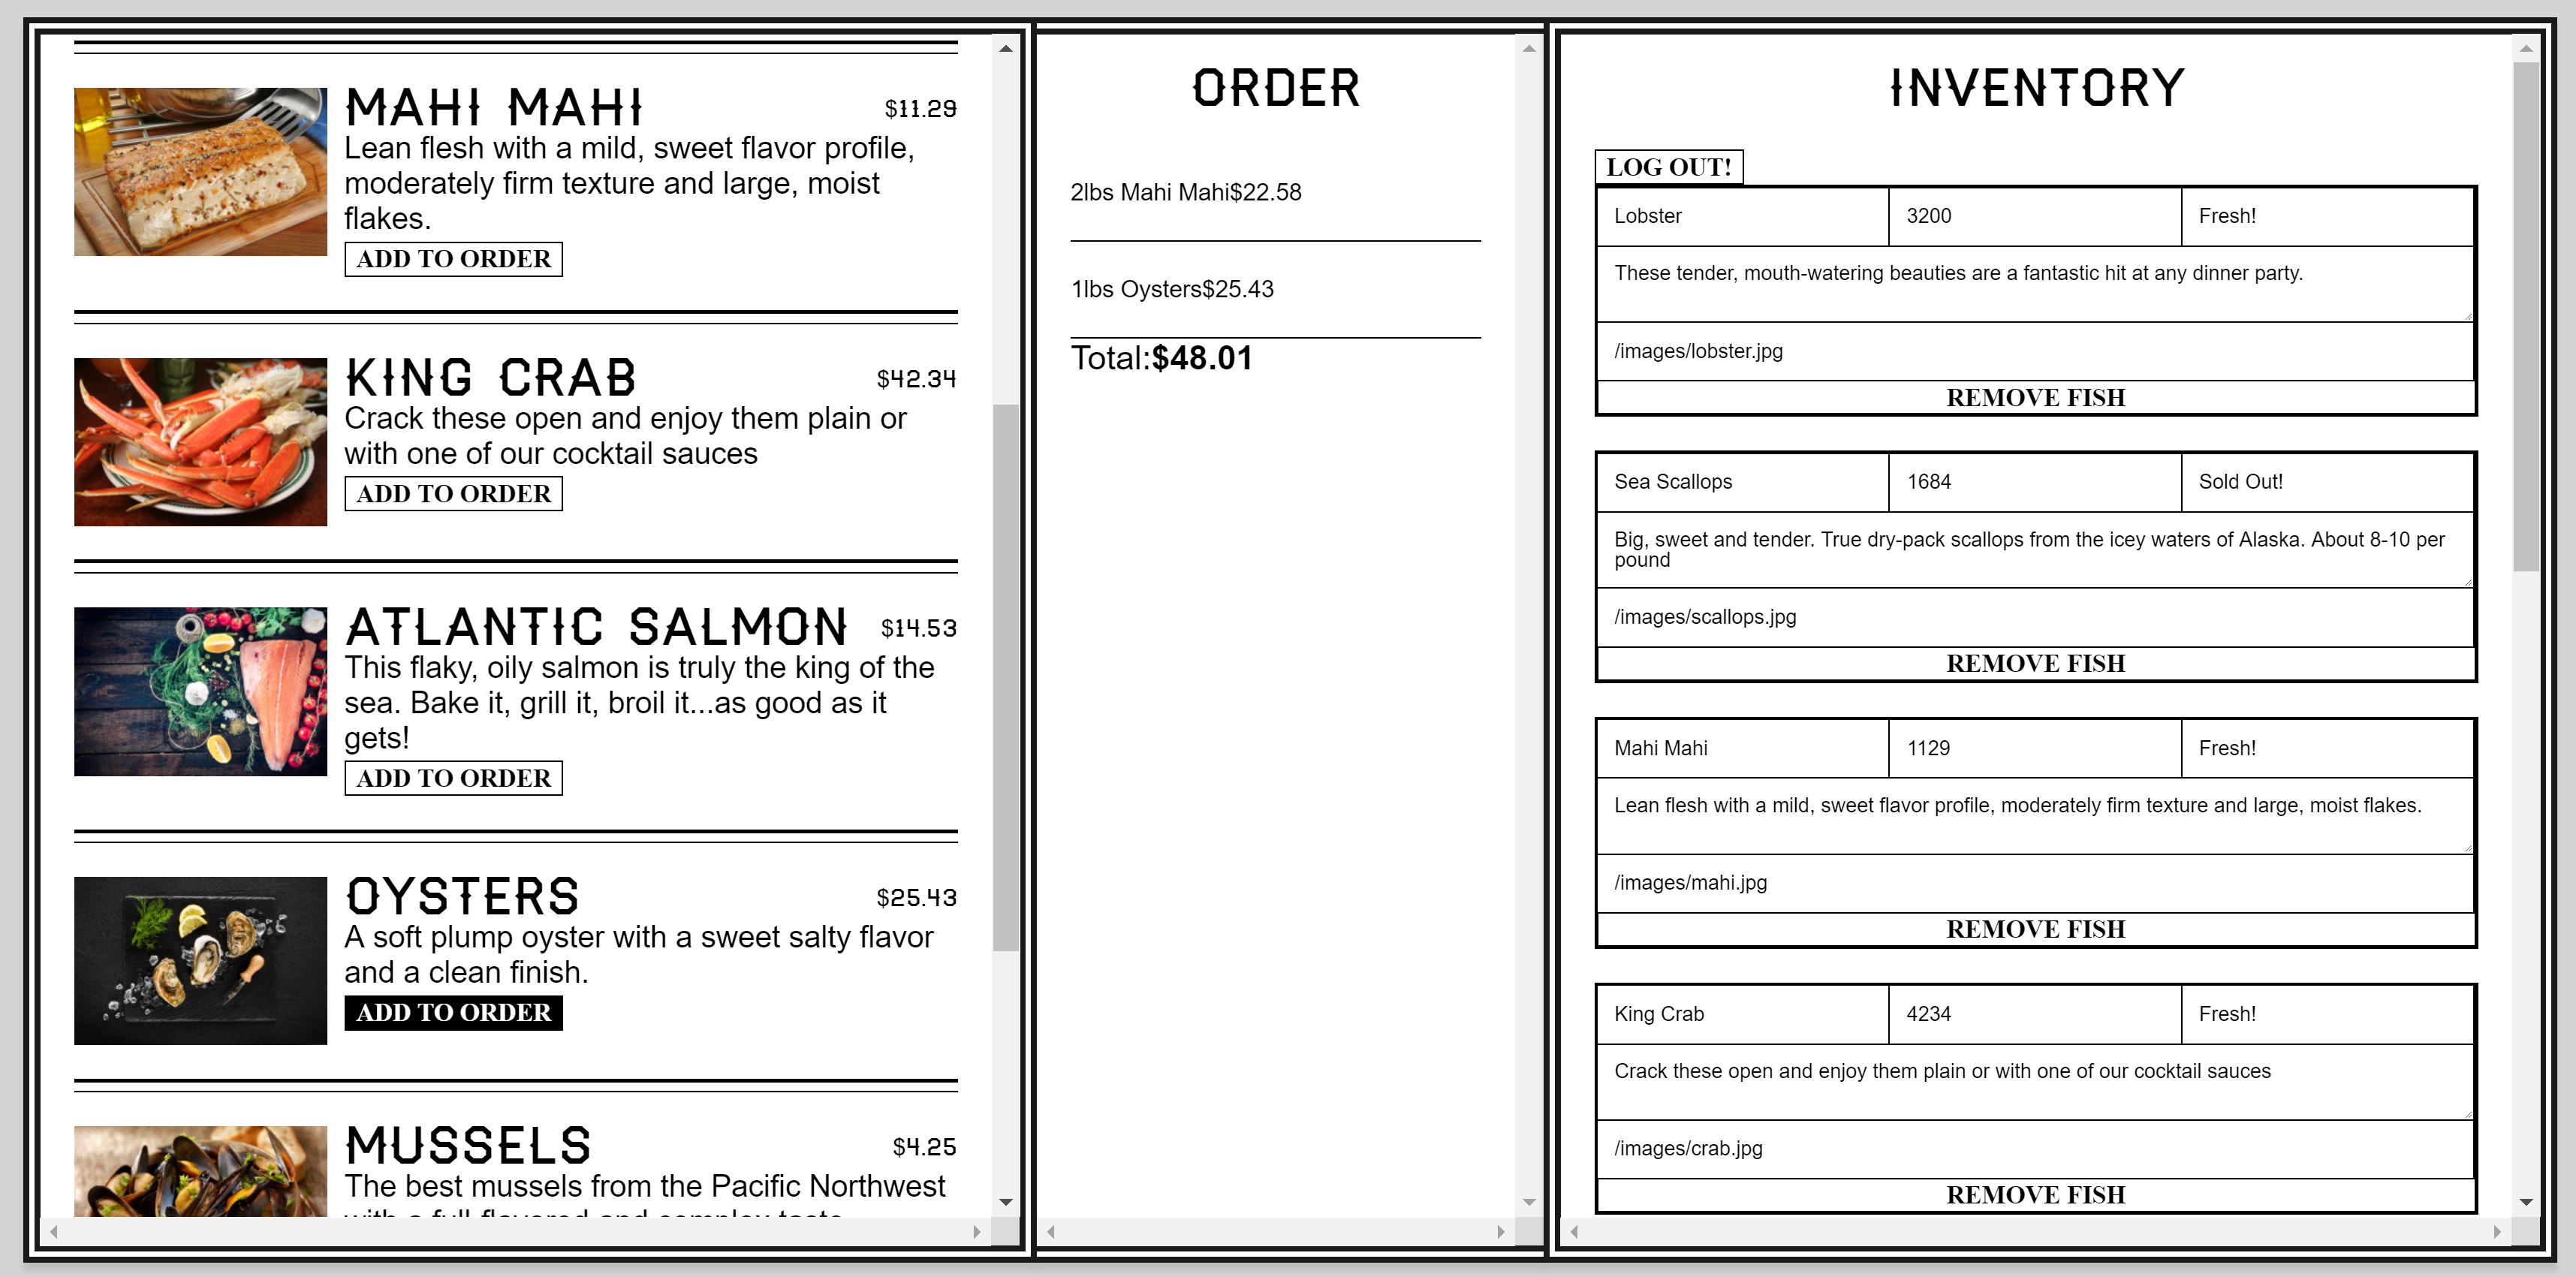 MAHI MAHI
$11.29
Lean flesh with a mild, sweet flavor profile,
moderately firm texture and large, moist
flakes.
ADD TO ORDER
KING CRAB
$42.34
Crack these open and enjoy them plain or
with one of our cocktail sauces
ADD TO ORDER
ATLANTIC SALMON
$14.53
This flaky, oily salmon is truly the king of the
sea. Bake it, grill it, broil it...as good as it
gets!
ADD TO ORDER
OYSTERS
$25.43
A soft plump oyster with a sweet salty flavor
and a clean finish.
ADD TO ORDER
MUSSELS
$4.25
The best mussels from the Pacific Northwest
with a full-flavored and complex taste
ORDER
2lbs Mahi Mahi$22.58
1lbs Oysters$25.43
Total:$48.01
INVENTORY
LOG OUT!
Lobster
3200
Fresh!
These tender, mouth-watering beauties are a fantastic hit at any dinner party.
/images/lobster.jpg
REMOVE FISH
Sea Scallops
1684
Sold Out!
Big, sweet and tender. True dry-pack scallops from the icey waters of Alaska. About 8-10 per
pound
/images/scallops.jpg
REMOVE FISH
Mahi Mahi
1129
Fresh!
Lean flesh with a mild, sweet flavor profile, moderately firm texture and large, moist flakes.
/images/mahi.jpg
REMOVE FISH
King Crab
4234
Fresh!
Crack these open and enjoy them plain or with one of our cocktail sauces
/images/crab.jpg
REMOVE FISH